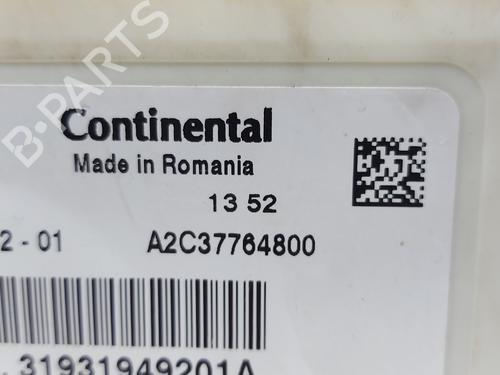 B-PARTS
Continental
Made in Romania
13 52
2 - 01 A2C37764800
. 31931949201A